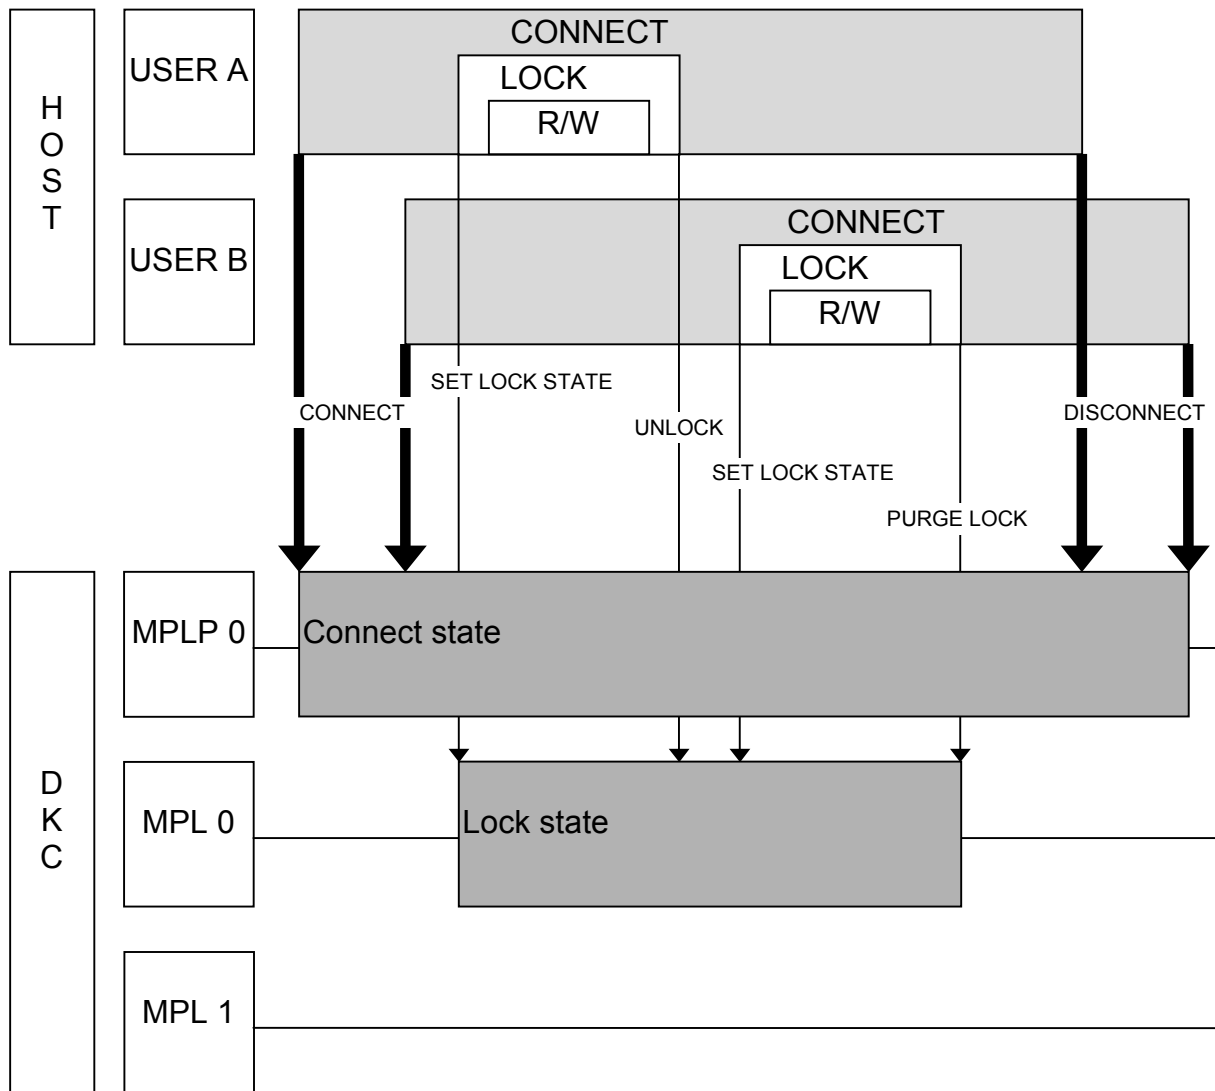 H
O
S
T
USER A
CONNECT
LOCK
R/W
USER B
CONNECT
LOCK
R/W
SET LOCK STATE
CONNECT
DISCONNECT
UNLOCK
SET LOCK STATE
PURGE LOCK
D
K
C
MPLP 0
Connect state
MPL 0
Lock state
MPL 1